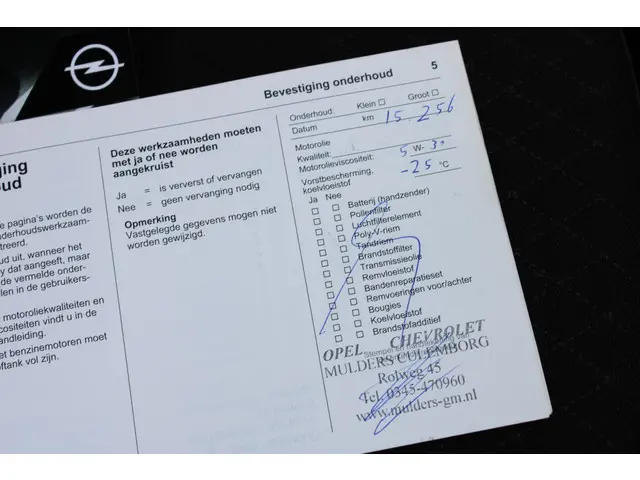 Bevestiging onderhoud 5
ging
oud
e pagina's worden de
nderhoudswerkzaam-
treerd.
ud uit, wanneer het
y dat aangeeft, maar
de vermelde onder-
len in de gebruikers-
motoroliekwaliteiten en
cositeiten vindt u in de
et benzinemotoren moet
ftank vol zijn.
Deze werkzaamheden moeten
met ja of nee worden
aangekruist
Ja = is ververst of vervangen
Nee = geen vervanging nodig
Opmerking
Vastgelegde gegevens mogen niet
worden gewijzigd.
Onderhoud: Klein □ Groot □
Datum km 15.256
Motorolie
Kwaliteit:
Motorolieviscositeit: 5 W- 30
Vorstbescherming,
koelvloeistof -25 °C
Ja Nee
□ □ Batterij (handzender)
□ □ Pollenfilter
□ □ Luchtfilterelement
□ □ Poly-V-riem
□ □ Tandriem
□ □ Brandstoffilter
□ □ Transmissieolie
□ □ Remvloeistof
□ □ Bandenreparatieset
□ □ Remvoeringen voor/achter
□ □ Bougies
□ □ Koelvloeistof
□ □ Brandstofadditief
OPEL CHEVROLET
MULDERS CULEMBORG
Rolweg 45
Tel. 0345-470960
www.mulders-gm.nl